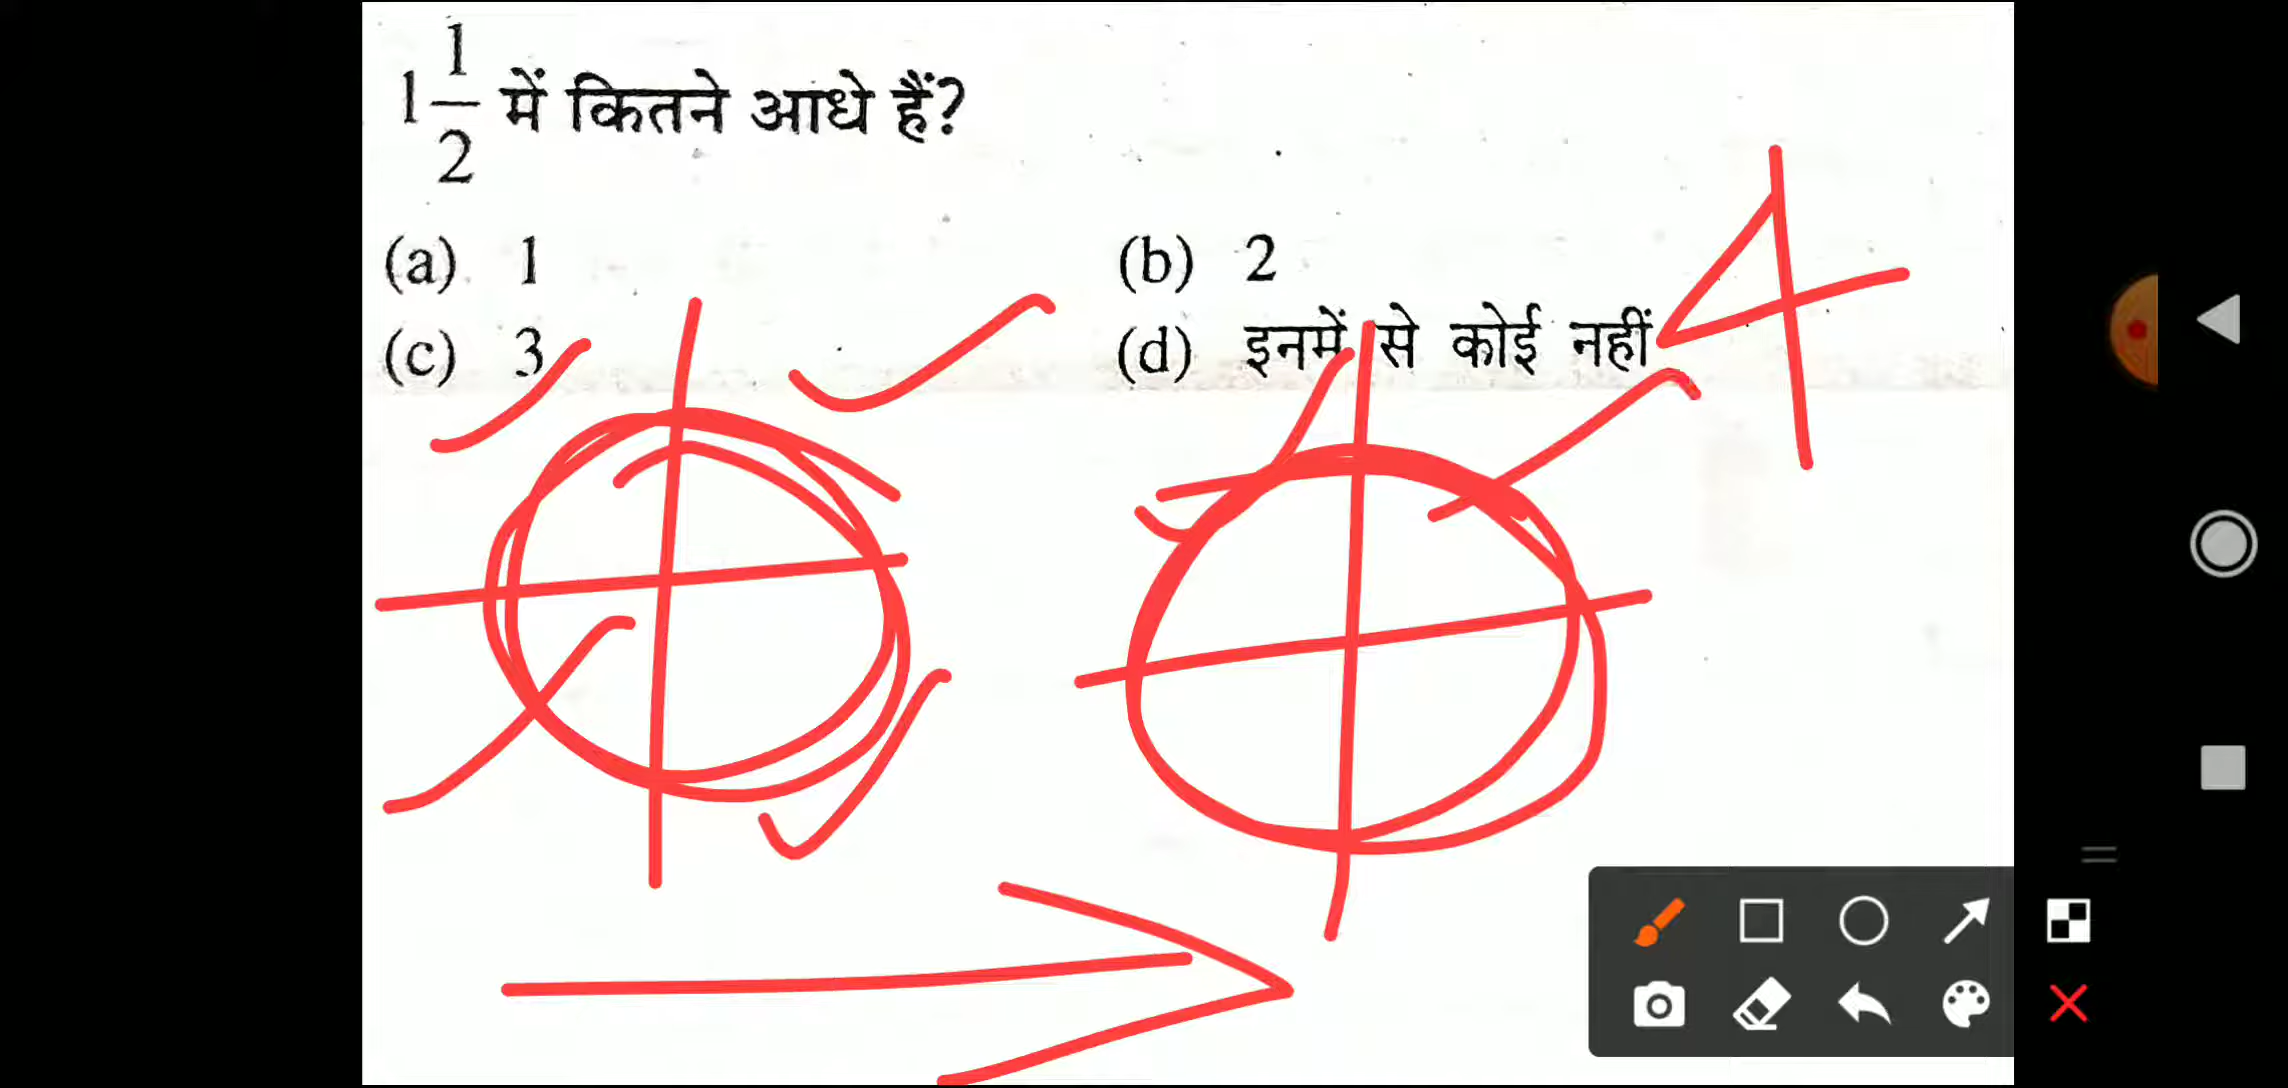 1 1/2 में कितने आधे हैं?
(a) 1 (b) 2
(c) 3 (d) इनमें से कोई नहीं
4